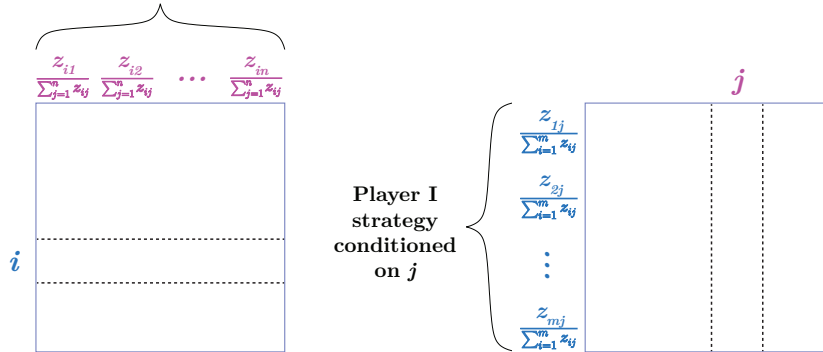 z_{i1}/∑_{j=1}^{n} z_{ij} z_{i2}/∑_{j=1}^{n} z_{ij} ··· z_{in}/∑_{j=1}^{n} z_{ij}
i
j
Player I
strategy
conditioned
on j
z_{1j}/∑_{i=1}^{m} z_{ij}
z_{2j}/∑_{i=1}^{m} z_{ij}
⋮
z_{mj}/∑_{i=1}^{m} z_{ij}